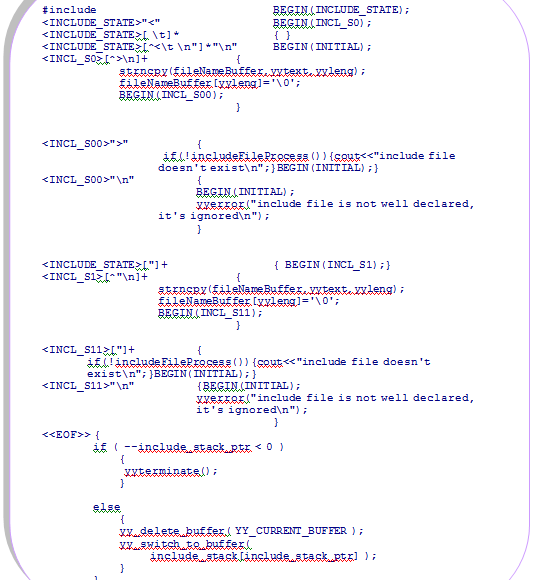 #include BEGIN(INCLUDE_STATE);
<INCLUDE_STATE>"<" BEGIN(INCL_S0);
<INCLUDE_STATE>[ \t]* { }
<INCLUDE_STATE>[^<\t \n"]*"\n" BEGIN(INITIAL);
<INCL_S0>[^>\n]+ {
strncpy(fileNameBuffer,yytext,yyleng);
fileNameBuffer[yyleng]='\0';
BEGIN(INCL_S00);
}
<INCL_S00>">" {
if(!includeFileProcess()){cout<<"include file
doesn't exist\n";}BEGIN(INITIAL);}
<INCL_S00>"\n" {
BEGIN(INITIAL);
yyerror("include file is not well declared,
it's ignored\n");
}
<INCLUDE_STATE>["]+ { BEGIN(INCL_S1);}
<INCL_S1>[^"\n]+ {
strncpy(fileNameBuffer,yytext,yyleng);
fileNameBuffer[yyleng]='\0';
BEGIN(INCL_S11);
}
<INCL_S11>["]+ {
if(!includeFileProcess()){cout<<"include file doesn't
exist\n";}BEGIN(INITIAL);}
<INCL_S11>"\n" {BEGIN(INITIAL);
yyerror("include file is not well declared,
it's ignored\n");
}
<<EOF>> {
if ( --include_stack_ptr < 0 )
{
yyterminate();
}
else
{
yy_delete_buffer( YY_CURRENT_BUFFER );
yy_switch_to_buffer(
include_stack[include_stack_ptr] );
}
}